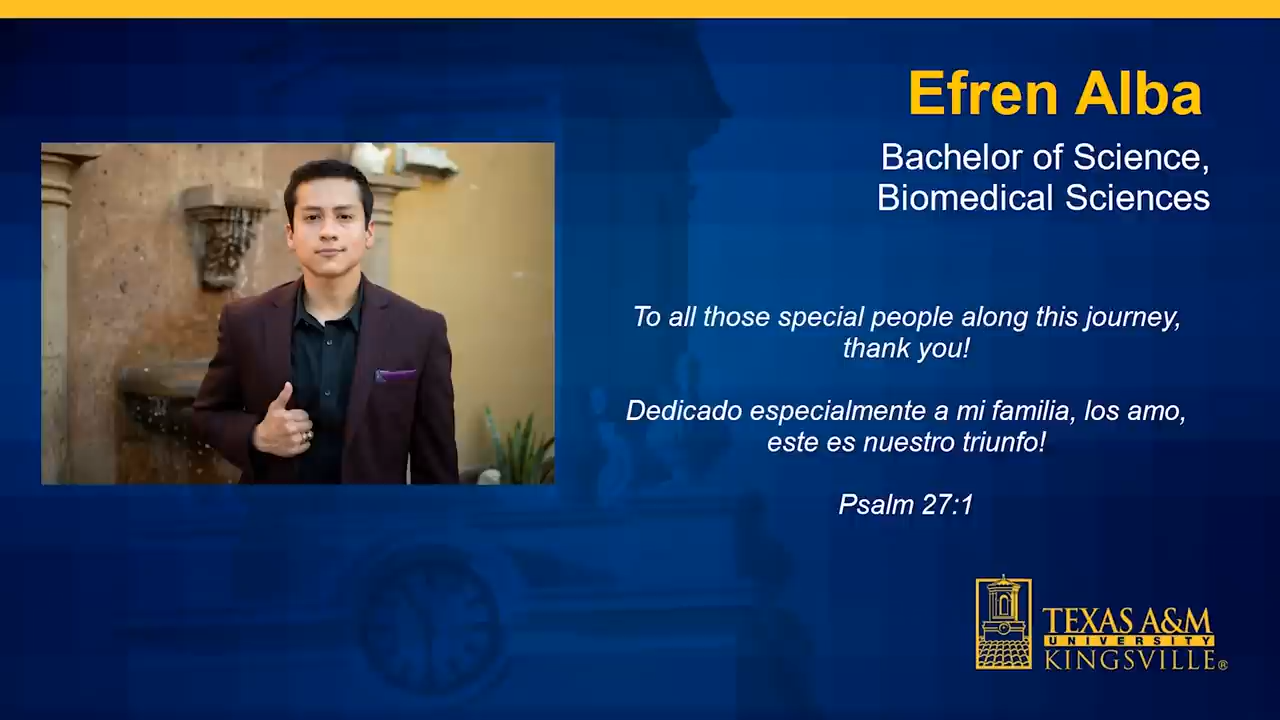 Efren Alba
Bachelor of Science,
Biomedical Sciences
To all those special people along this journey,
thank you!
Dedicado especialmente a mi familia, los amo,
este es nuestro triunfo!
Psalm 27:1
TEXAS A&M
UNIVERSITY
KINGSVILLE®